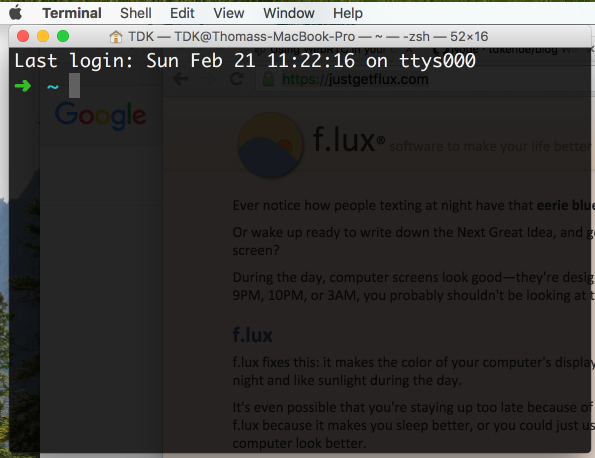 Terminal Shell Edit View Window Help
TDK — TDK@Thomass-MacBook-Pro — ~ — -zsh — 52×16
Using WebRTC in your
Last login: Sun Feb 21 11:22:16 on ttys000
➜ ~
https://justgetflux.com
Google
f.lux® software to make your life better
Ever notice how people texting at night have that eerie blue
Or wake up ready to write down the Next Great Idea, and
screen?
During the day, computer screens look good—they're
9PM, 10PM, or 3AM, you probably shouldn't be looking at
f.lux
f.lux fixes this: it makes the color of your computer's
night and like sunlight during the day.
It's even possible that you're staying up too late because of
f.lux because it makes you sleep better, or you could just
computer look better.